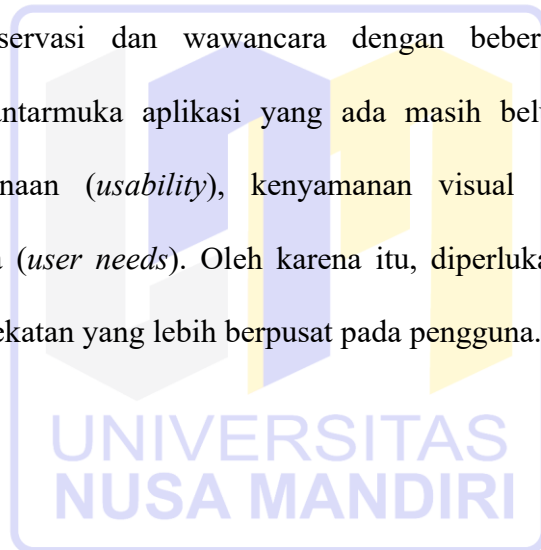 servasi dan wawancara dengan beber
ntarmuka aplikasi yang ada masih bel
naan (usability), kenyamanan visual
a (user needs). Oleh karena itu, diperluka
ekatan yang lebih berpusat pada pengguna.
UNIVERSITAS
NUSA MANDIRI